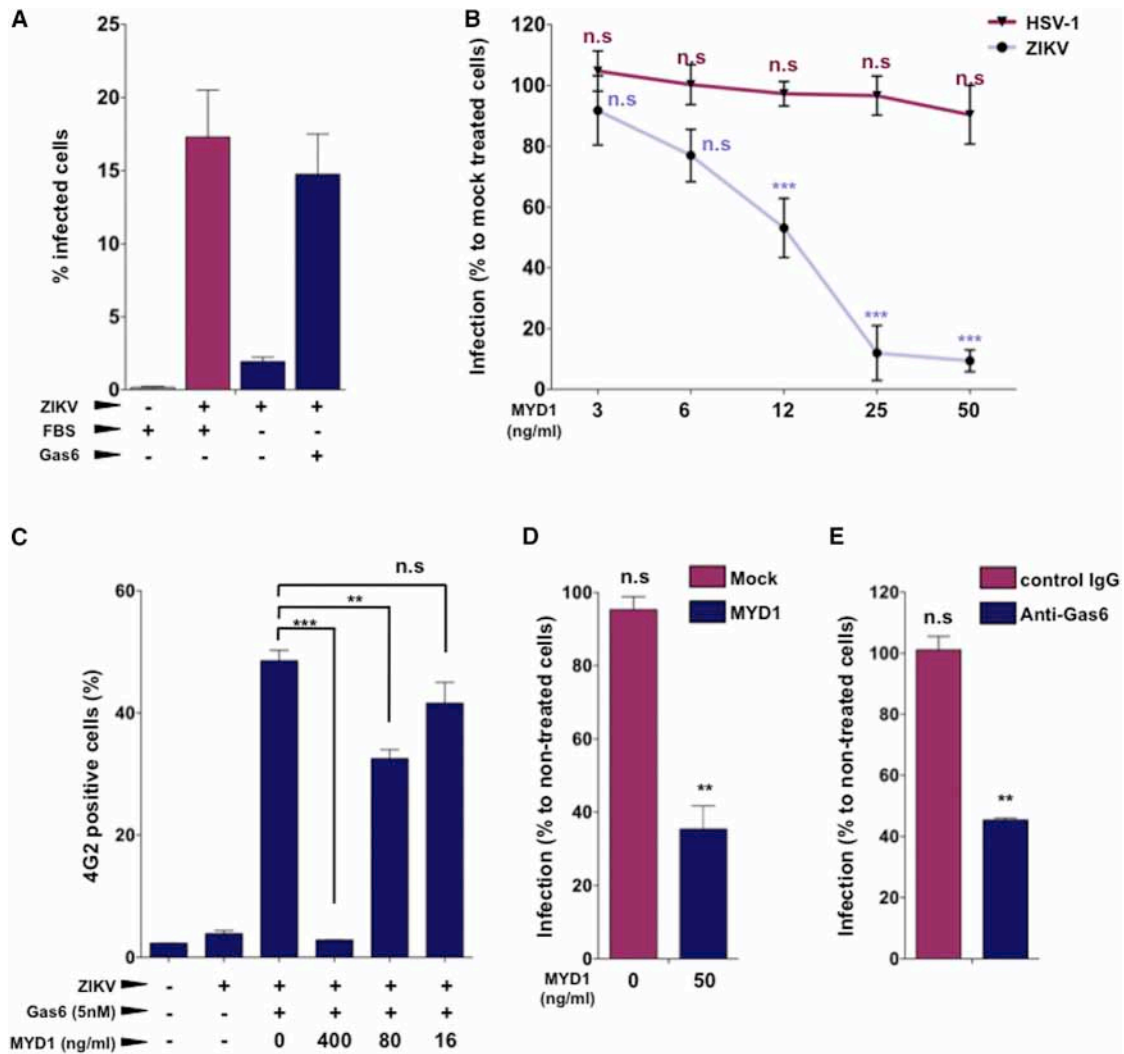 A
25
20
15
10
5
0
% infected cells
ZIKV - + + +
FBS + + - -
Gas6 - - - +
B
HSV-1
ZIKV
120
100
80
60
40
20
0
Infection (% to mock treated cells)
n.s n.s n.s n.s n.s
n.s n.s *** *** ***
MYD1 3 6 12 25 50
(ng/ml)
C
60
40
20
0
4G2 positive cells (%)
n.s
**
***
ZIKV - + + + + +
Gas6 (5nM) - - + + + +
MYD1 (ng/ml) - - 0 400 80 16
D
Mock
MYD1
100
80
60
40
20
0
Infection (% to non-treated cells)
n.s
**
MYD1 0 50
(ng/ml)
E
control IgG
Anti-Gas6
120
100
80
60
40
20
0
Infection (% to non-treated cells)
n.s
**